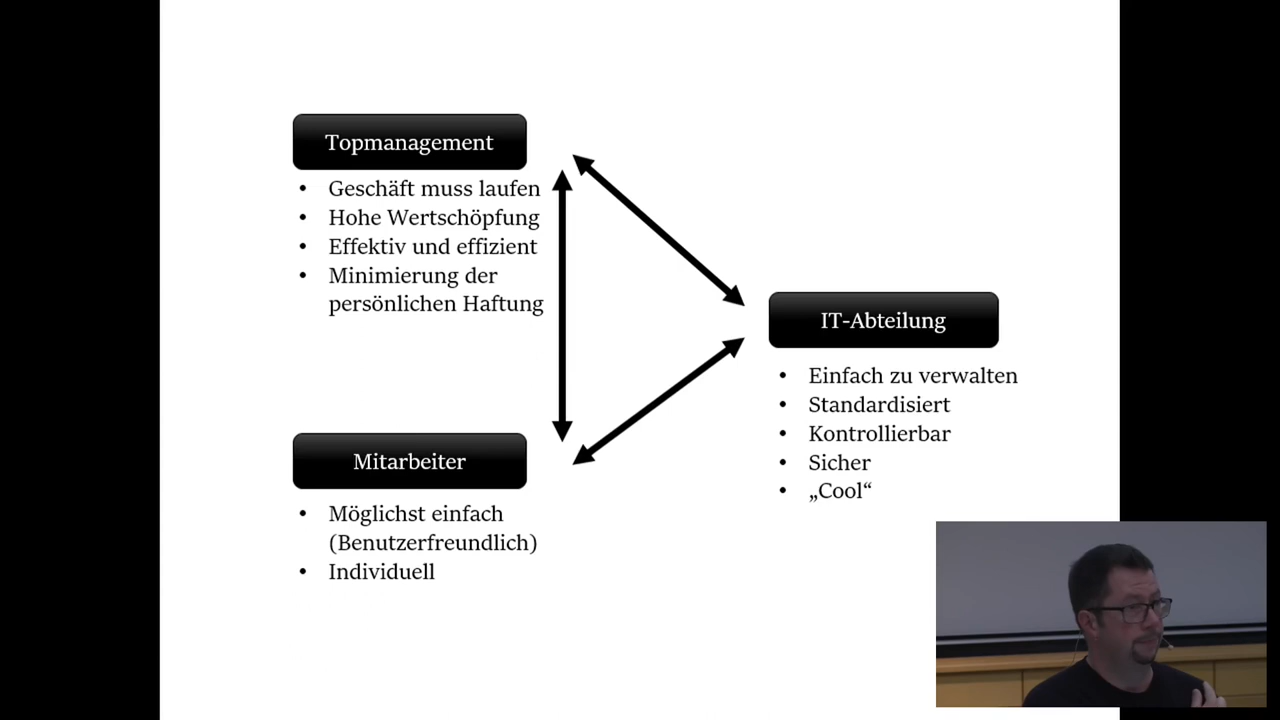 Topmanagement
• Geschäft muss laufen
• Hohe Wertschöpfung
• Effektiv und effizient
• Minimierung der
persönlichen Haftung
IT-Abteilung
• Einfach zu verwalten
• Standardisiert
• Kontrollierbar
• Sicher
• „Cool“
Mitarbeiter
• Möglichst einfach
(Benutzerfreundlich)
• Individuell